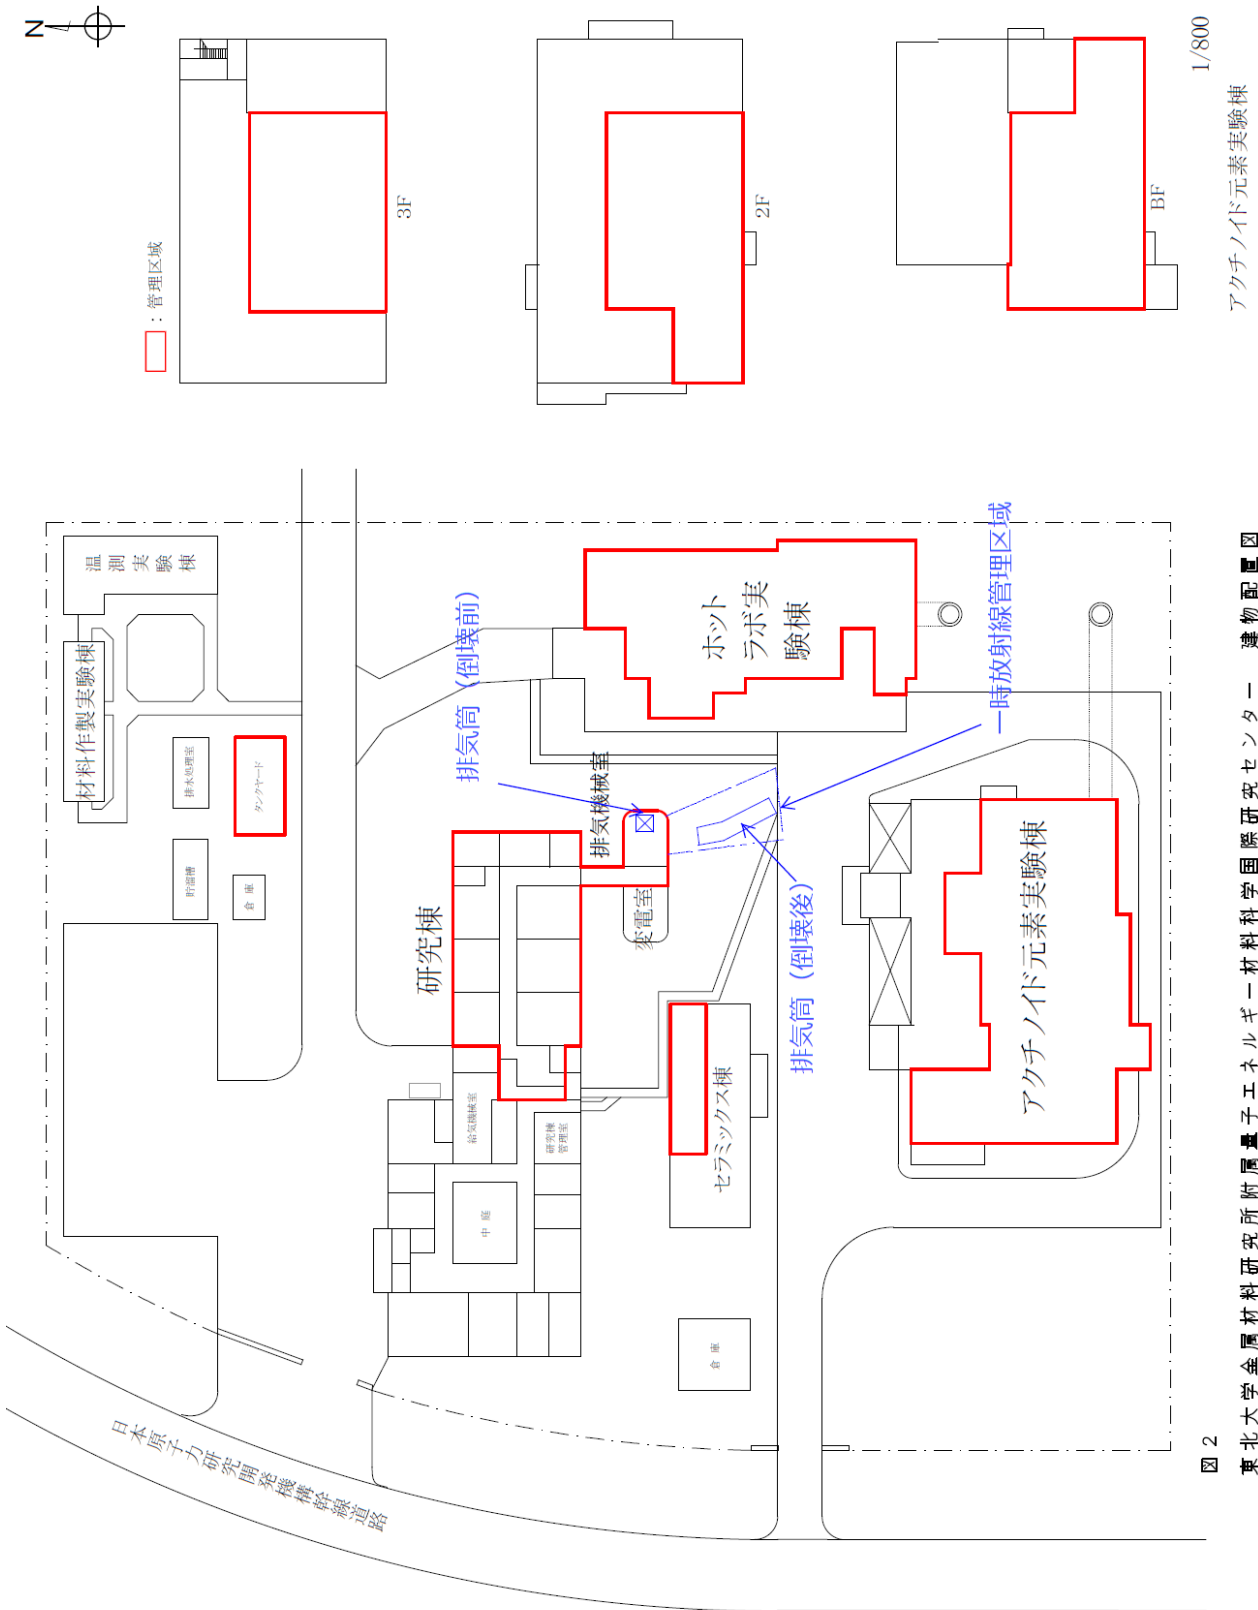 N
：管理区域
3F
2F
BF
1/800
アクチノイド元素実験棟
温測実験棟
材料作製実験棟
排水処理室
タンクヤード
貯溜槽
倉庫
研究棟
排気機械室
変電室
排気筒（倒壊前）
ホット
ラボ実
験棟
一時放射線管理区域
排気筒（倒壊後）
給気機械室
研究棟
管理室
中庭
セラミックス棟
倉庫
アクチノイド元素実験棟
日本原子力研究開発機構幹線道路
図２
東北大学金属材料研究所附属量子エネルギー材料科学国際研究センター　建物配置図